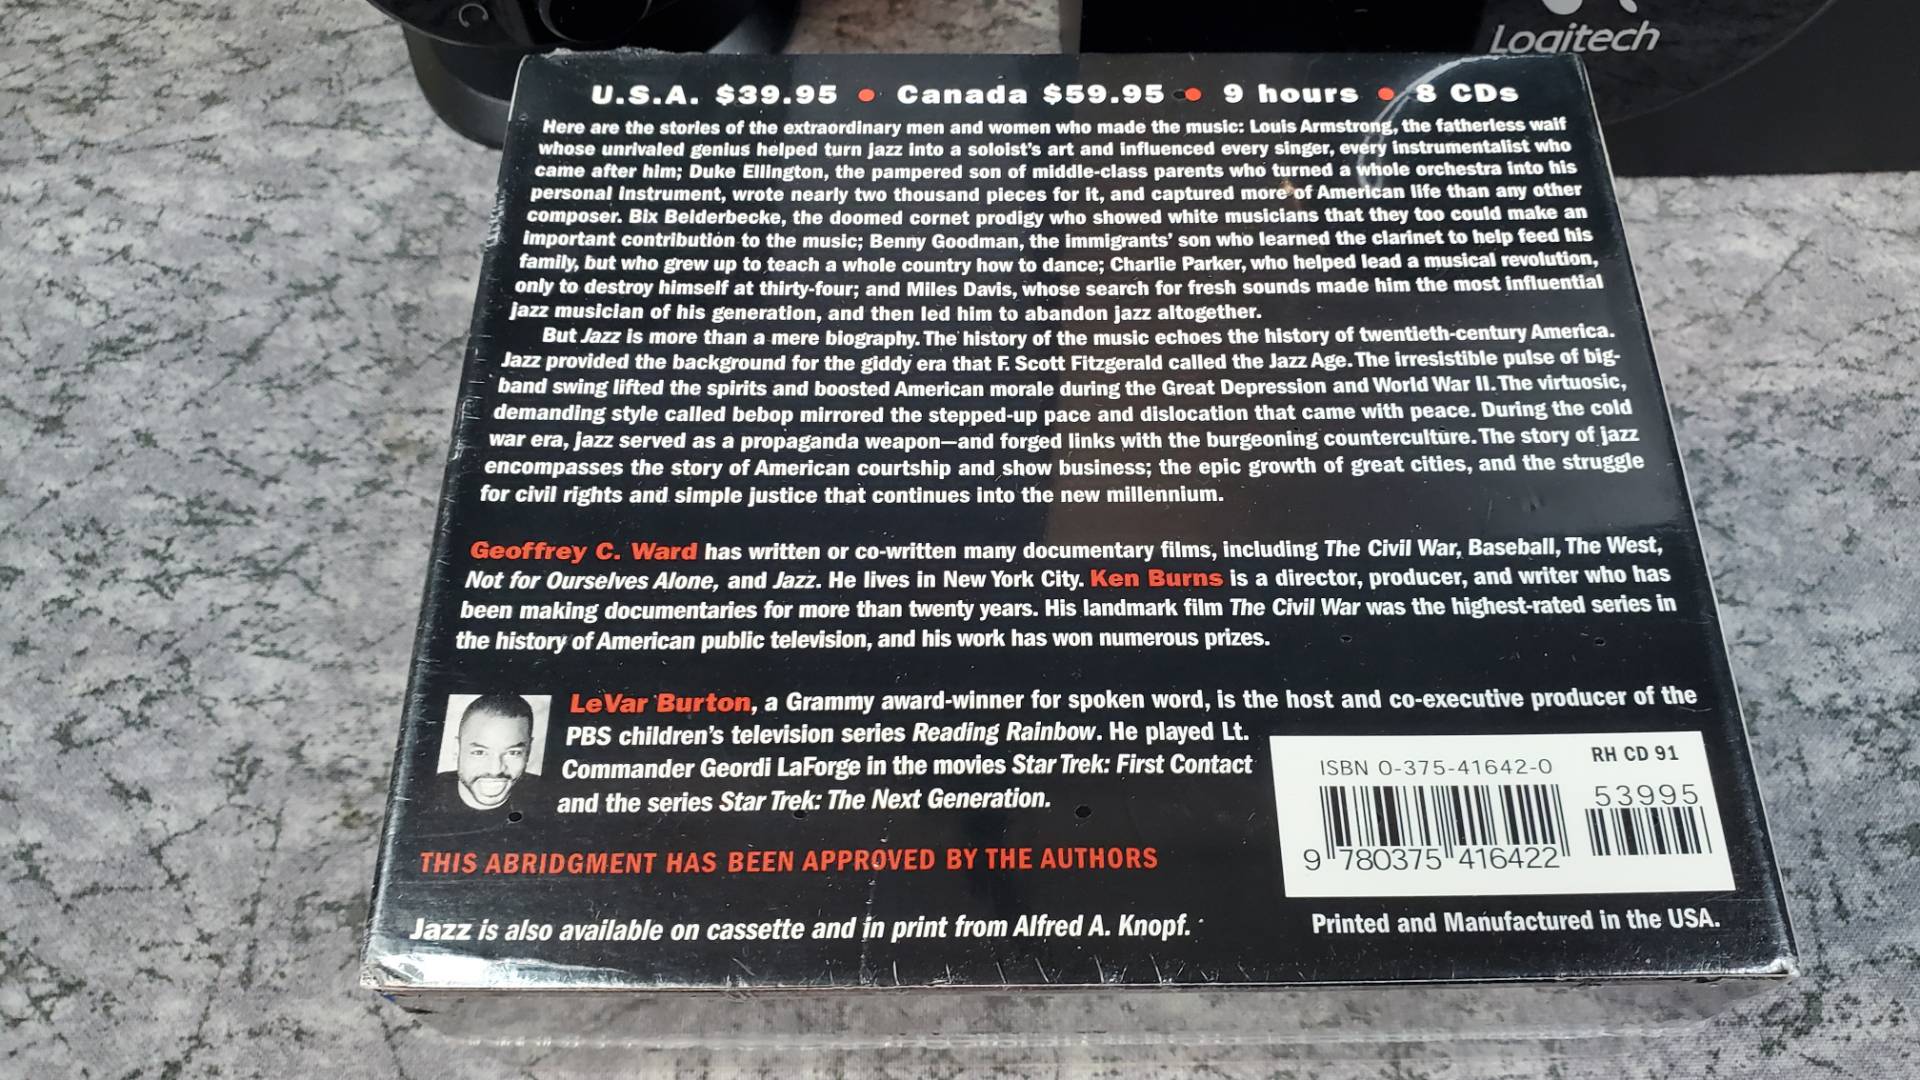 Logitech
U.S.A. $39.95 • Canada $59.95 • 9 hours • 8 CDs
Here are the stories of the extraordinary men and women who made the music: Louis Armstrong, the fatherless waif
whose unrivaled genius helped turn jazz into a soloist's art and influenced every singer, every instrumentalist who
came after him; Duke Ellington, the pampered son of middle-class parents who turned a whole orchestra into his
personal instrument, wrote nearly two thousand pieces for it, and captured more of American life than any other
composer. Bix Beiderbecke, the doomed cornet prodigy who showed white musicians that they too could make an
important contribution to the music; Benny Goodman, the immigrants' son who learned the clarinet to help feed his
family, but who grew up to teach a whole country how to dance; Charlie Parker, who helped lead a musical revolution,
only to destroy himself at thirty-four; and Miles Davis, whose search for fresh sounds made him the most influential
jazz musician of his generation, and then led him to abandon jazz altogether.
But Jazz is more than a mere biography. The history of the music echoes the history of twentieth-century America.
Jazz provided the background for the giddy era that F. Scott Fitzgerald called the Jazz Age. The irresistible pulse of big-
band swing lifted the spirits and boosted American morale during the Great Depression and World War II. The virtuosic,
demanding style called bebop mirrored the stepped-up pace and dislocation that came with peace. During the cold
war era, jazz served as a propaganda weapon—and forged links with the burgeoning counterculture. The story of jazz
encompasses the story of American courtship and show business; the epic growth of great cities, and the struggle
for civil rights and simple justice that continues into the new millennium.
Geoffrey C. Ward has written or co-written many documentary films, including The Civil War, Baseball, The West,
Not for Ourselves Alone, and Jazz. He lives in New York City. Ken Burns is a director, producer, and writer who has
been making documentaries for more than twenty years. His landmark film The Civil War was the highest-rated series in
the history of American public television, and his work has won numerous prizes.
LeVar Burton, a Grammy award-winner for spoken word, is the host and co-executive producer of the
PBS children's television series Reading Rainbow. He played Lt.
Commander Geordi LaForge in the movies Star Trek: First Contact
and the series Star Trek: The Next Generation.
THIS ABRIDGMENT HAS BEEN APPROVED BY THE AUTHORS
Jazz is also available on cassette and in print from Alfred A. Knopf.
ISBN 0-375-41642-0
RH CD 91
53995
9 780375 416422
Printed and Manufactured in the USA.